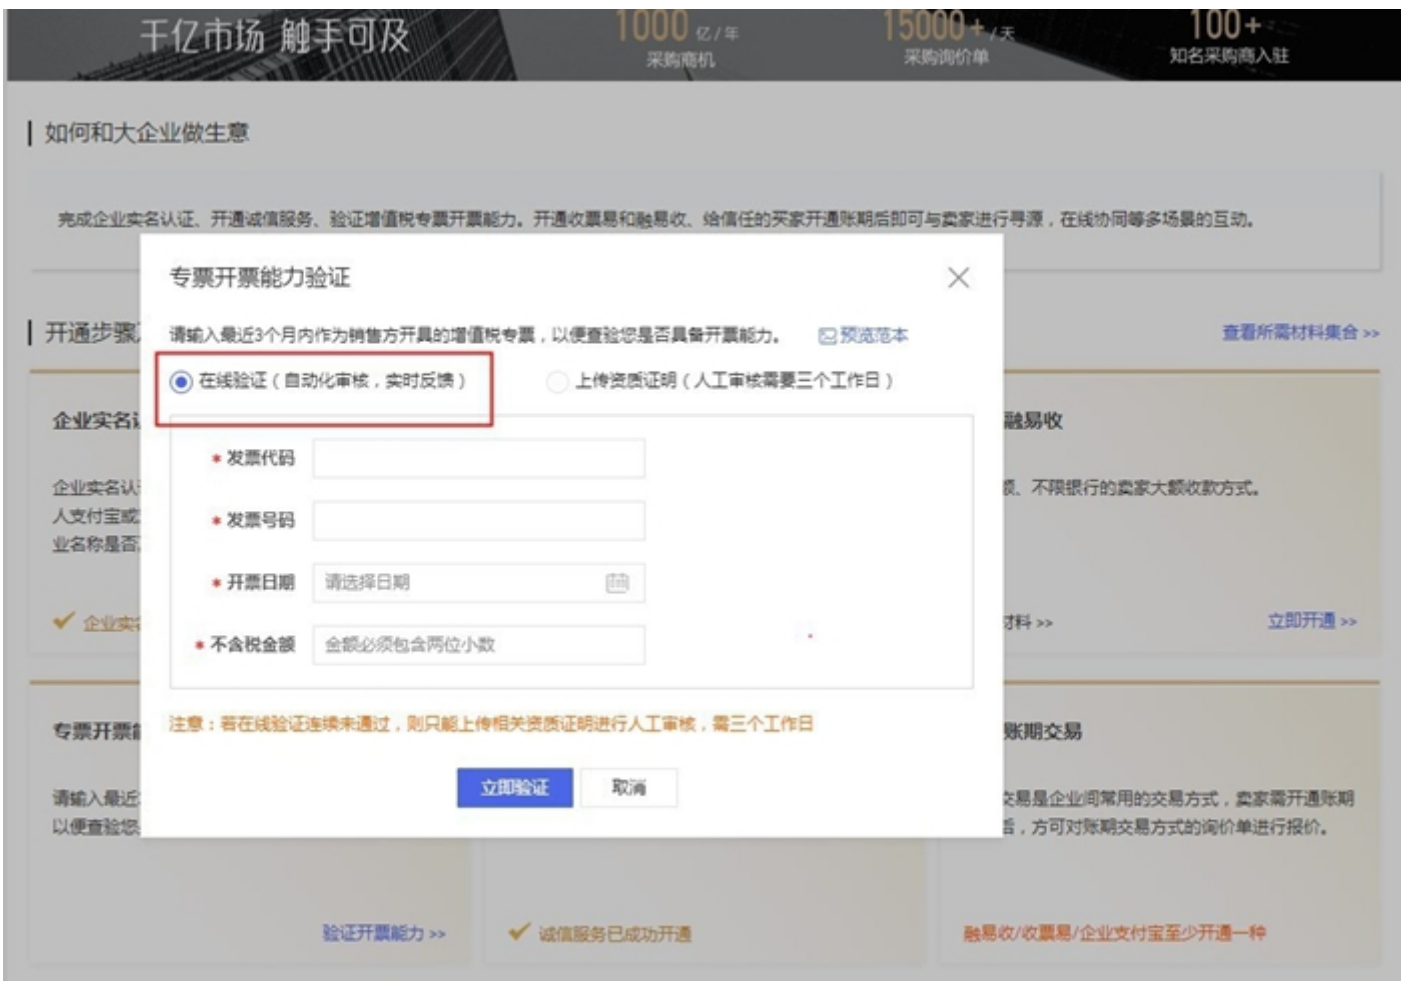 千亿市场 触手可及
1000 亿/年
采购商机
15000+ /天
采购询价单
100+
知名采购商入驻
如何和大企业做生意
完成企业实名认证、开通诚信服务、验证增值税专票开票能力。开通收票易和融易收、给信任的买家开通账期后即可与卖家进行寻源，在线协同等多场景的互动。
专票开票能力验证
开通步骤
请输入最近3个月内作为销售方开具的增值税专票，以便查验您是否具备开票能力。
预览范本
查看所需材料集合 >>
在线验证（自动化审核，实时反馈）
上传资质证明（人工审核需要三个工作日）
企业实名认
融易收
* 发票代码
企业实名认
、不限银行的卖家大额收款方式。
人支付宝或
* 发票号码
业名称是否
* 开票日期
请选择日期
企业实名
材料 >>
立即开通 >>
* 不含税金额
金额必须包含两位小数
注意：若在线验证连续未通过，则只能上传相关资质证明进行人工审核，需三个工作日
专票开票能
账期交易
立即验证
取消
请输入最近
交易是企业间常用的交易方式，卖家需开通账期
以便查验您
后，方可对账期交易方式的询价单进行报价。
验证开票能力 >>
诚信服务已成功开通
融易收/收票易/企业支付宝至少开通一种